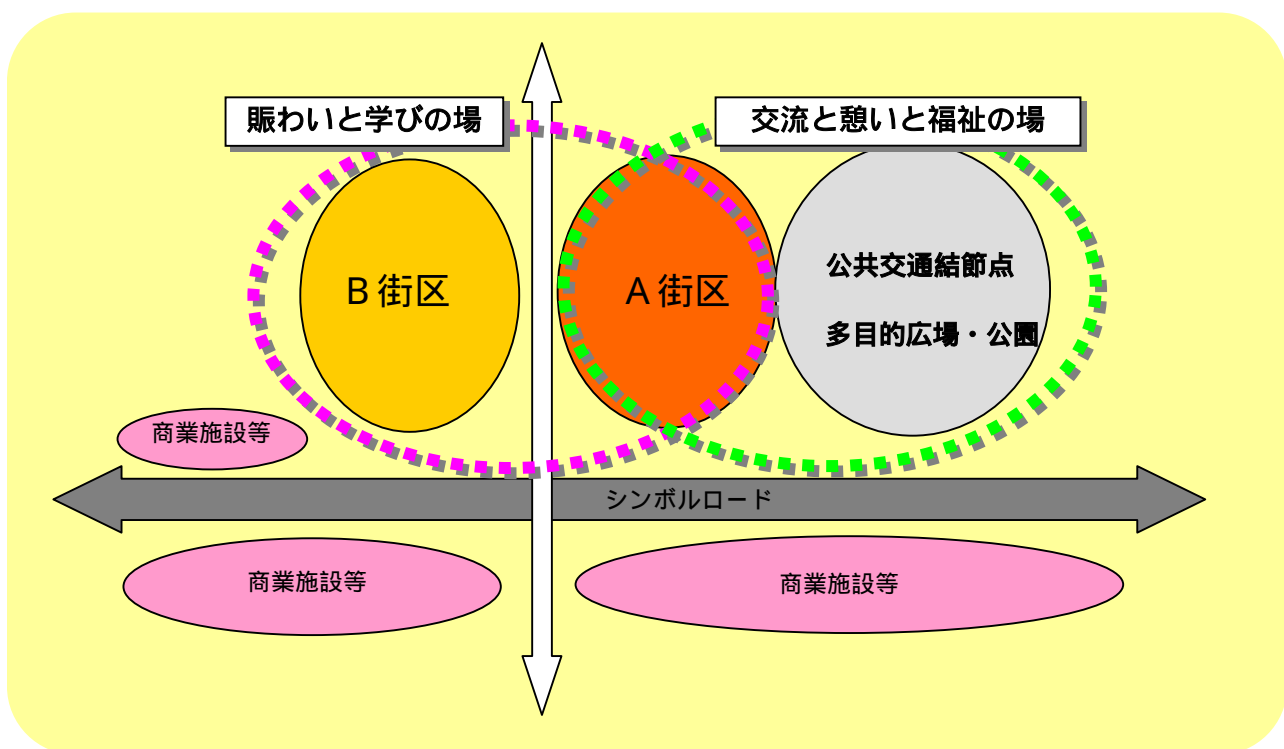 賑わいと学びの場
交流と憩いと福祉の場
B街区
A街区
公共交通結節点
多目的広場・公園
商業施設等
シンボルロード
商業施設等
商業施設等